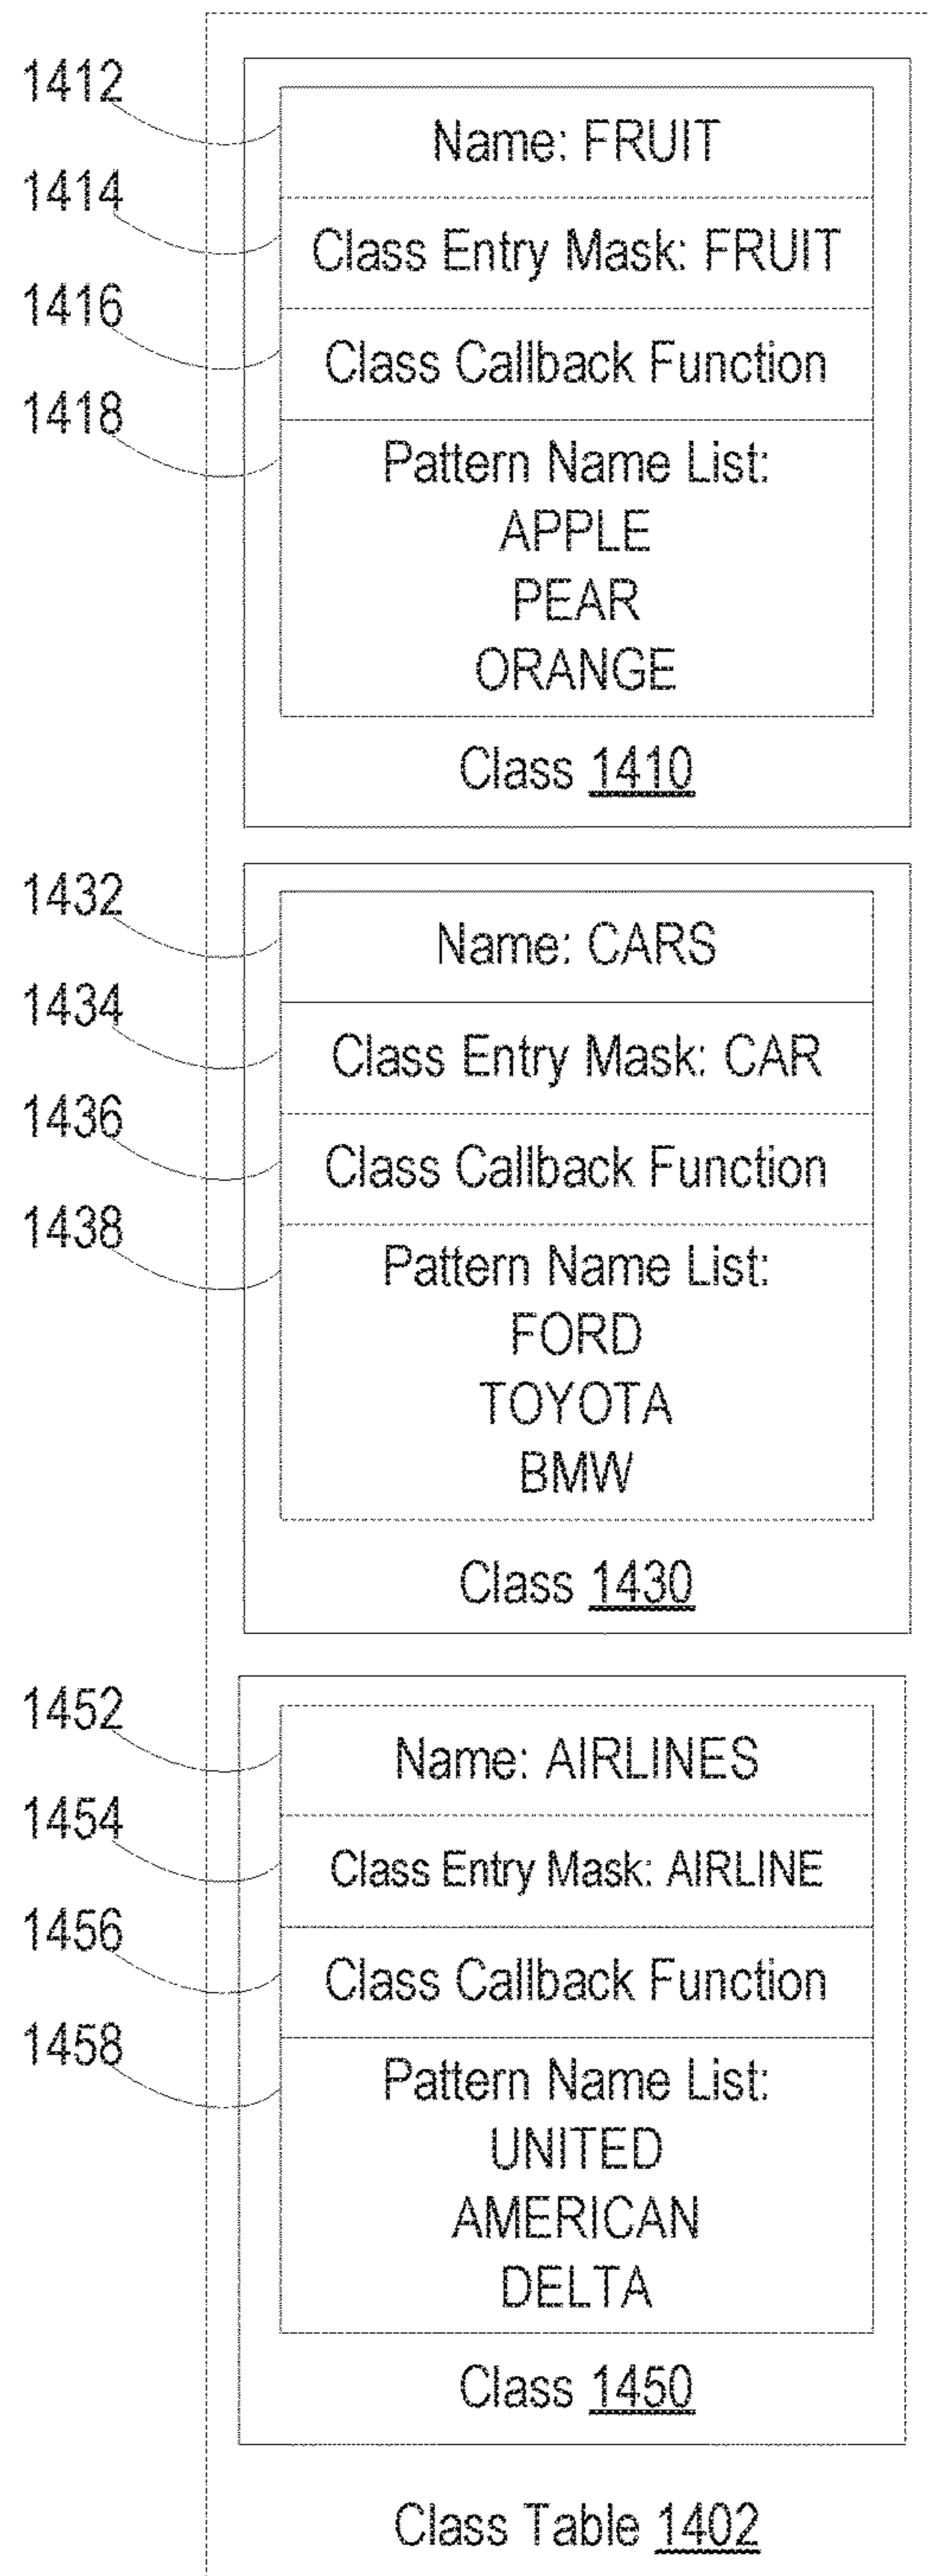 1412
Name: FRUIT
1414
Class Entry Mask: FRUIT
1416
Class Callback Function
1418
Pattern Name List:
APPLE
PEAR
ORANGE
Class 1410
1432
Name: CARS
1434
Class Entry Mask: CAR
1436
Class Callback Function
1438
Pattern Name List:
FORD
TOYOTA
BMW
Class 1430
1452
Name: AIRLINES
1454
Class Entry Mask: AIRLINE
1456
Class Callback Function
1458
Pattern Name List:
UNITED
AMERICAN
DELTA
Class 1450
Class Table 1402